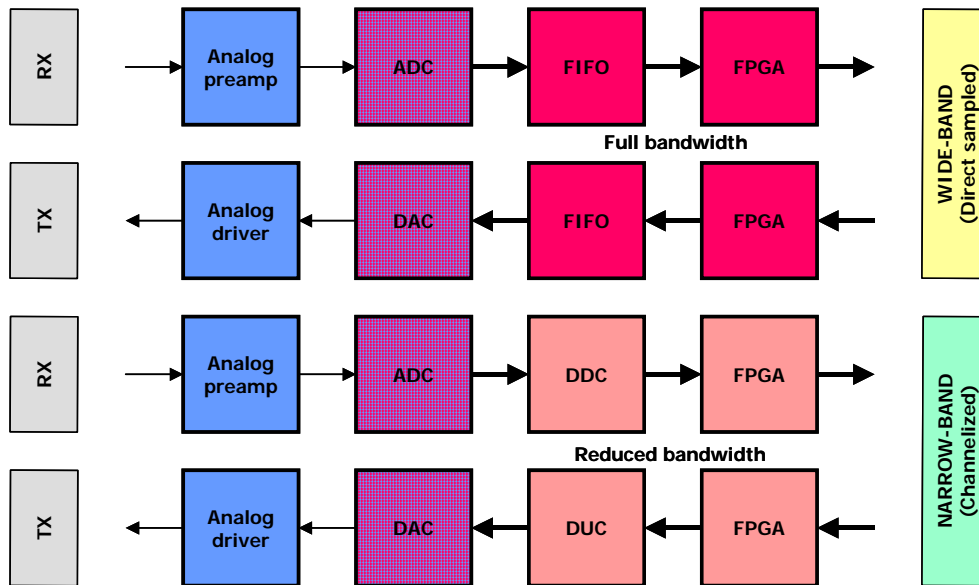 RX
Analog
preamp
ADC
FIFO
FPGA
Full bandwidth
WIDE-BAND
(Direct sampled)
TX
Analog
driver
DAC
FIFO
FPGA
RX
Analog
preamp
ADC
DDC
FPGA
Reduced bandwidth
NARROW-BAND
(Channelized)
TX
Analog
driver
DAC
DUC
FPGA